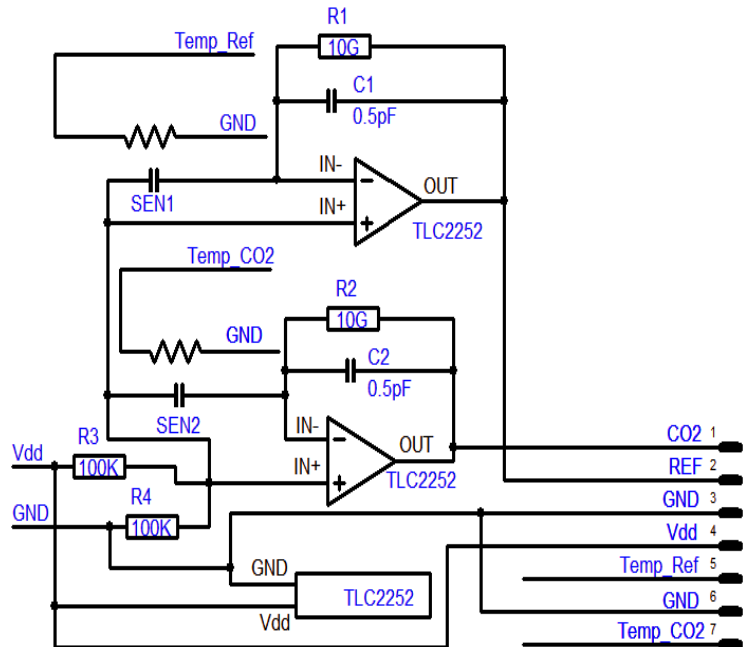 R1
10G
Temp_Ref
C1
0.5pF
GND
IN-
SEN1
IN+
OUT
TLC2252
Temp_CO2
R2
10G
GND
C2
0.5pF
SEN2
IN-
OUT
IN+
TLC2252
Vdd
R3
100K
R4
100K
GND
GND
Vdd
TLC2252
CO2 1
REF 2
GND 3
Vdd 4
Temp_Ref 5
GND 6
Temp_CO2 7